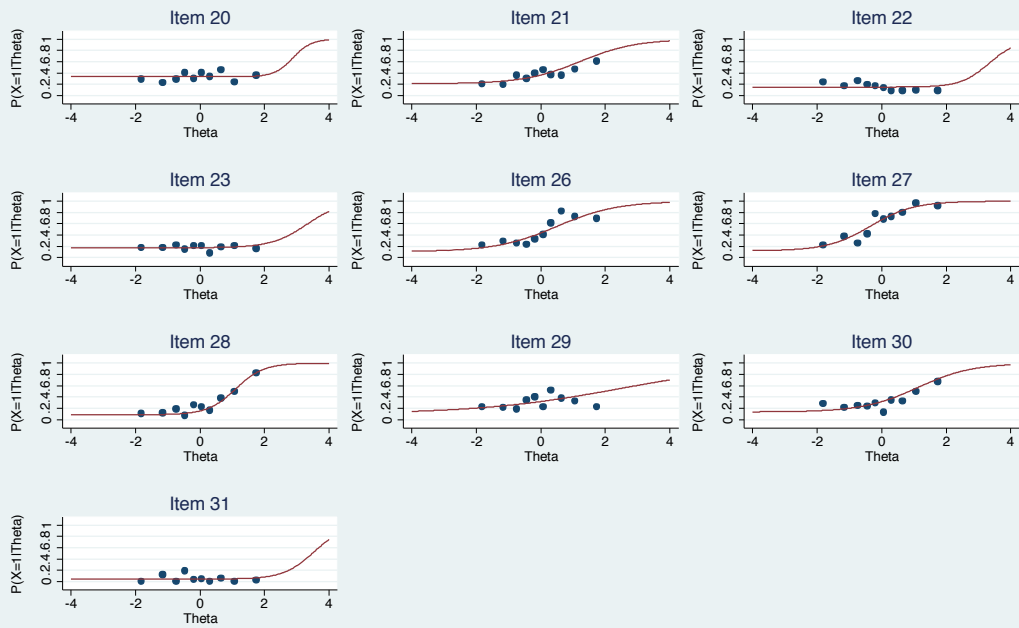 Item 20
P(X=1|Theta)
0 .2 .4 .6 .8 1
-4 -2 0 2 4
Theta
Item 21
P(X=1|Theta)
0 .2 .4 .6 .8 1
-4 -2 0 2 4
Theta
Item 22
P(X=1|Theta)
0 .2 .4 .6 .8 1
-4 -2 0 2 4
Theta
Item 23
P(X=1|Theta)
0 .2 .4 .6 .8 1
-4 -2 0 2 4
Theta
Item 26
P(X=1|Theta)
0 .2 .4 .6 .8 1
-4 -2 0 2 4
Theta
Item 27
P(X=1|Theta)
0 .2 .4 .6 .8 1
-4 -2 0 2 4
Theta
Item 28
P(X=1|Theta)
0 .2 .4 .6 .8 1
-4 -2 0 2 4
Theta
Item 29
P(X=1|Theta)
0 .2 .4 .6 .8 1
-4 -2 0 2 4
Theta
Item 30
P(X=1|Theta)
0 .2 .4 .6 .8 1
-4 -2 0 2 4
Theta
Item 31
P(X=1|Theta)
0 .2 .4 .6 .8 1
-4 -2 0 2 4
Theta